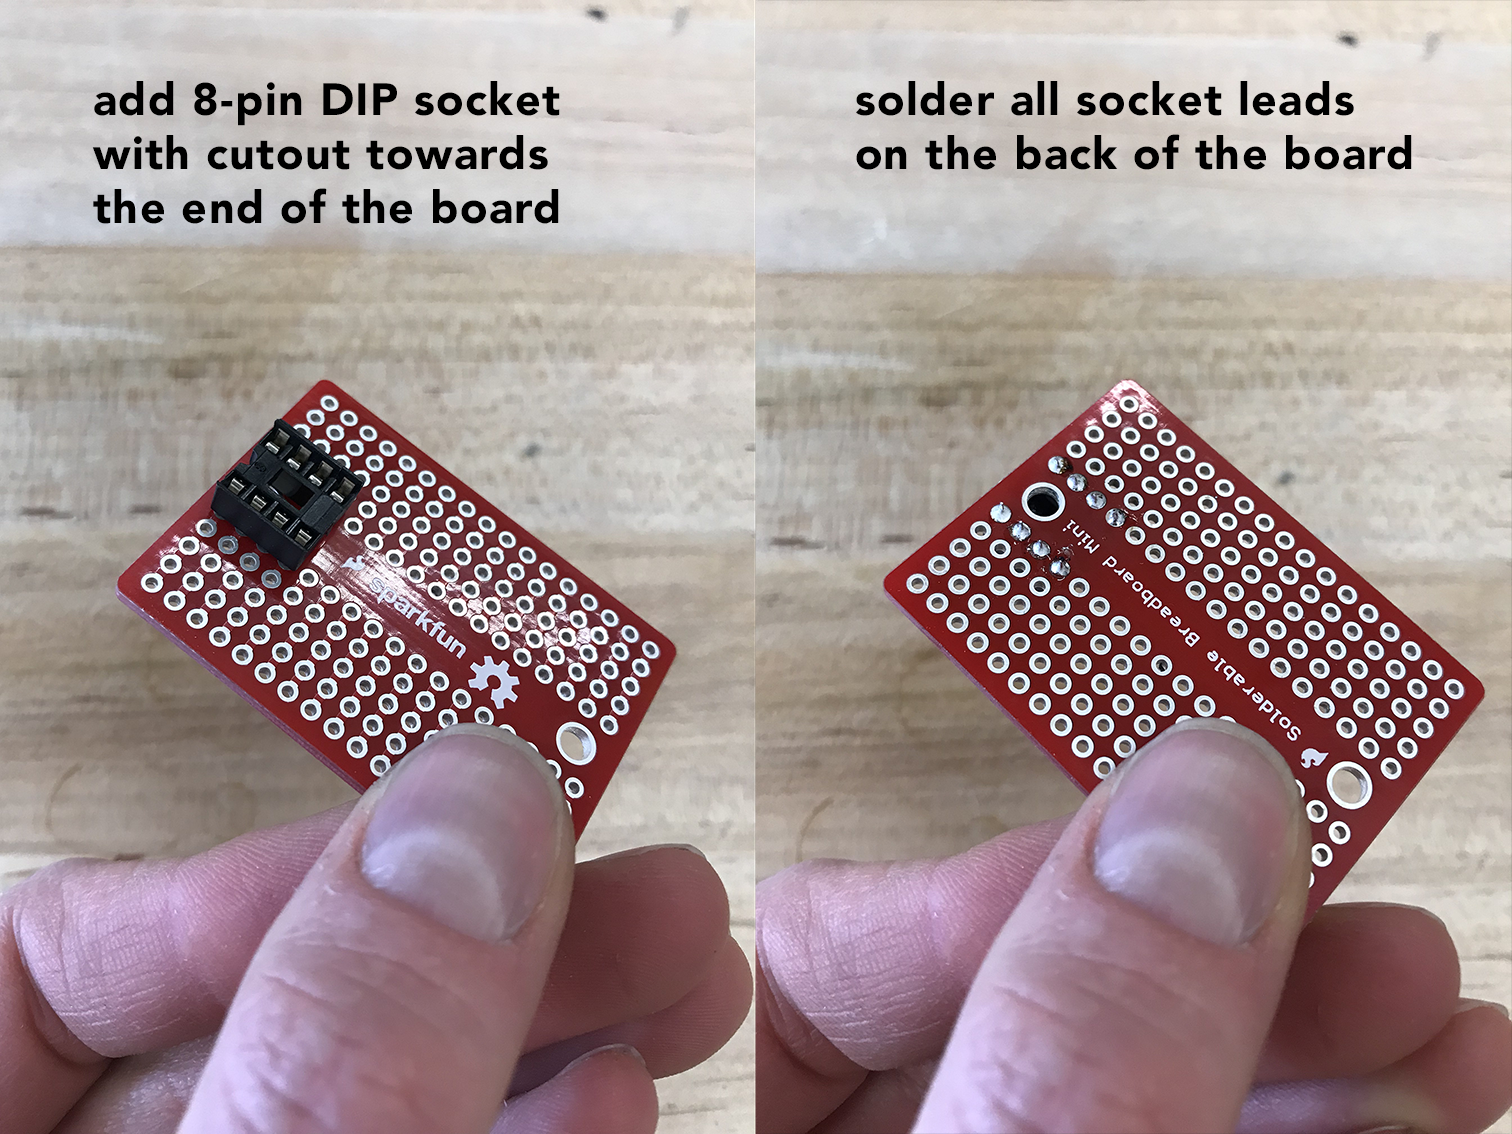 add 8-pin DIP socket
with cutout towards
the end of the board
solder all socket leads
on the back of the board
sparkfun
Solderable Breadboard Mini